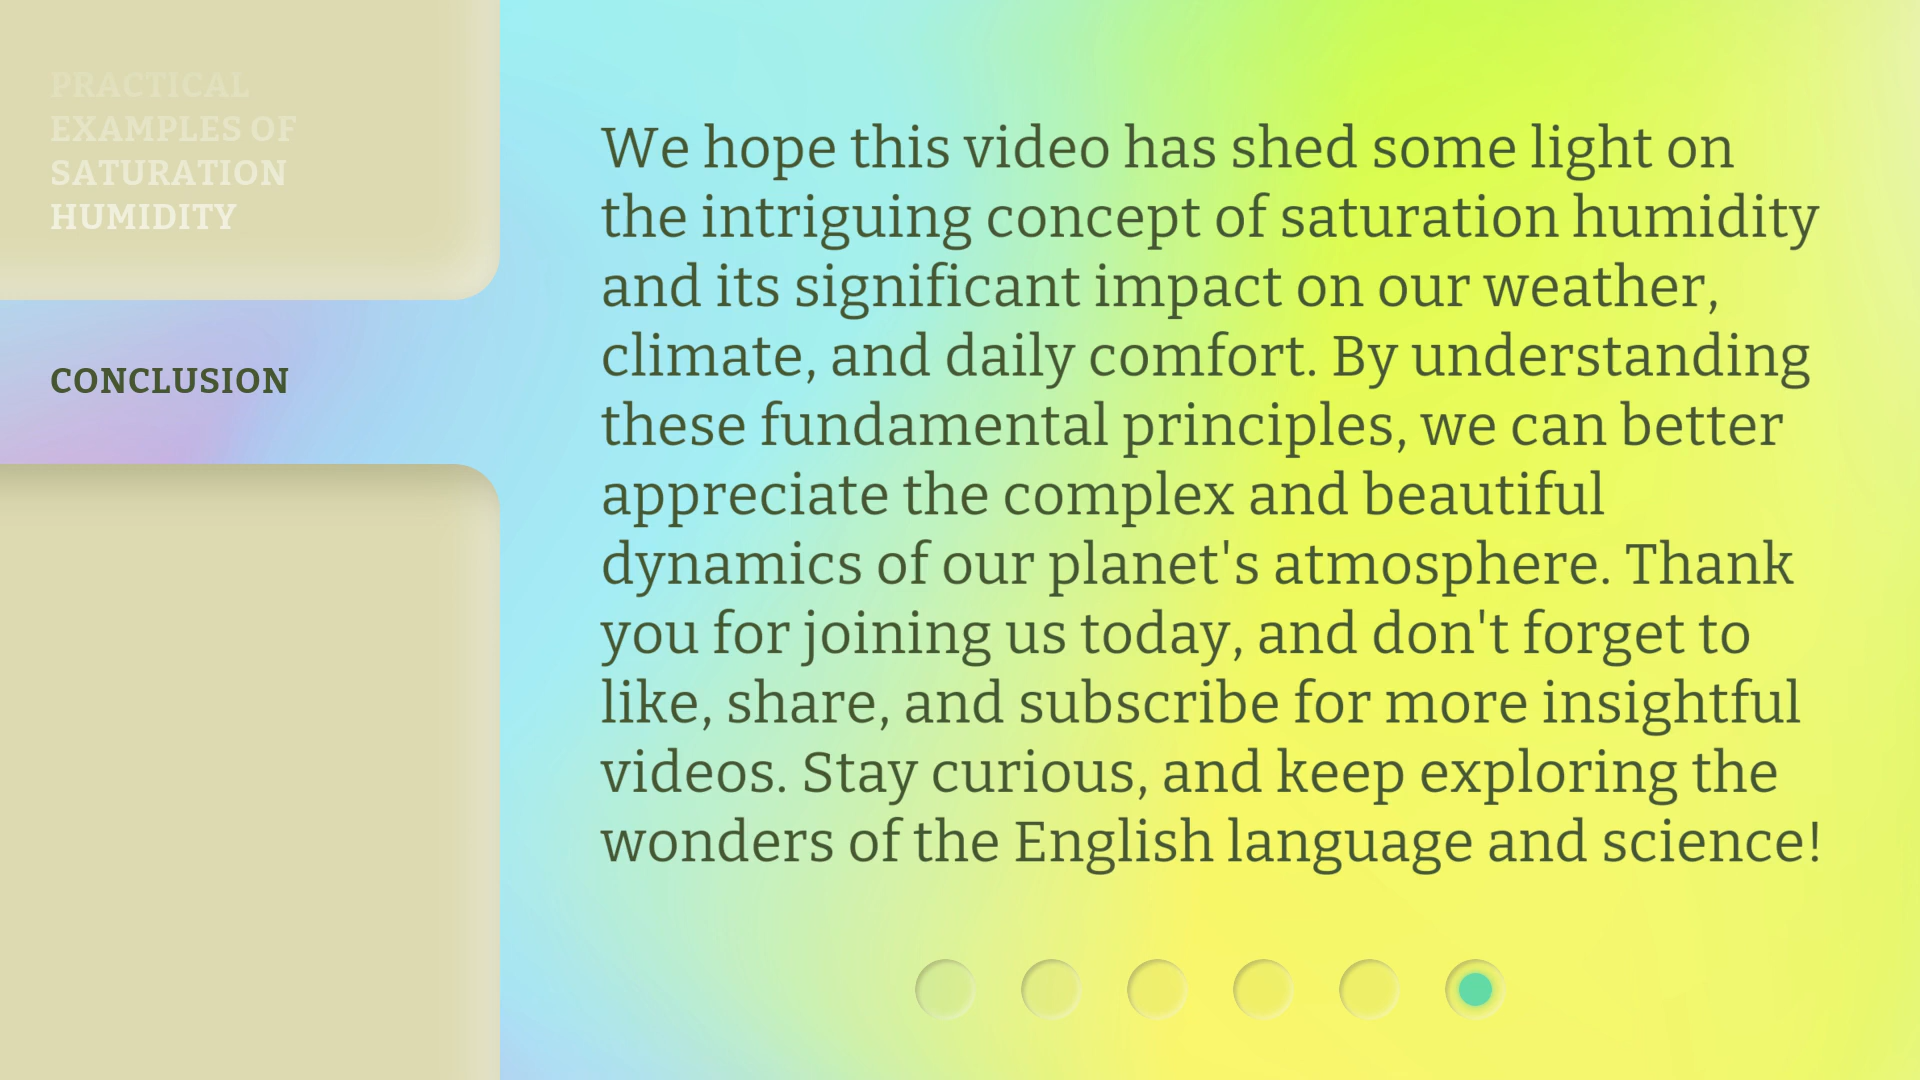 PRACTICAL
EXAMPLES OF
SATURATION
HUMIDITY
CONCLUSION
We hope this video has shed some light on
the intriguing concept of saturation humidity
and its significant impact on our weather,
climate, and daily comfort. By understanding
these fundamental principles, we can better
appreciate the complex and beautiful
dynamics of our planet's atmosphere. Thank
you for joining us today, and don't forget to
like, share, and subscribe for more insightful
videos. Stay curious, and keep exploring the
wonders of the English language and science!